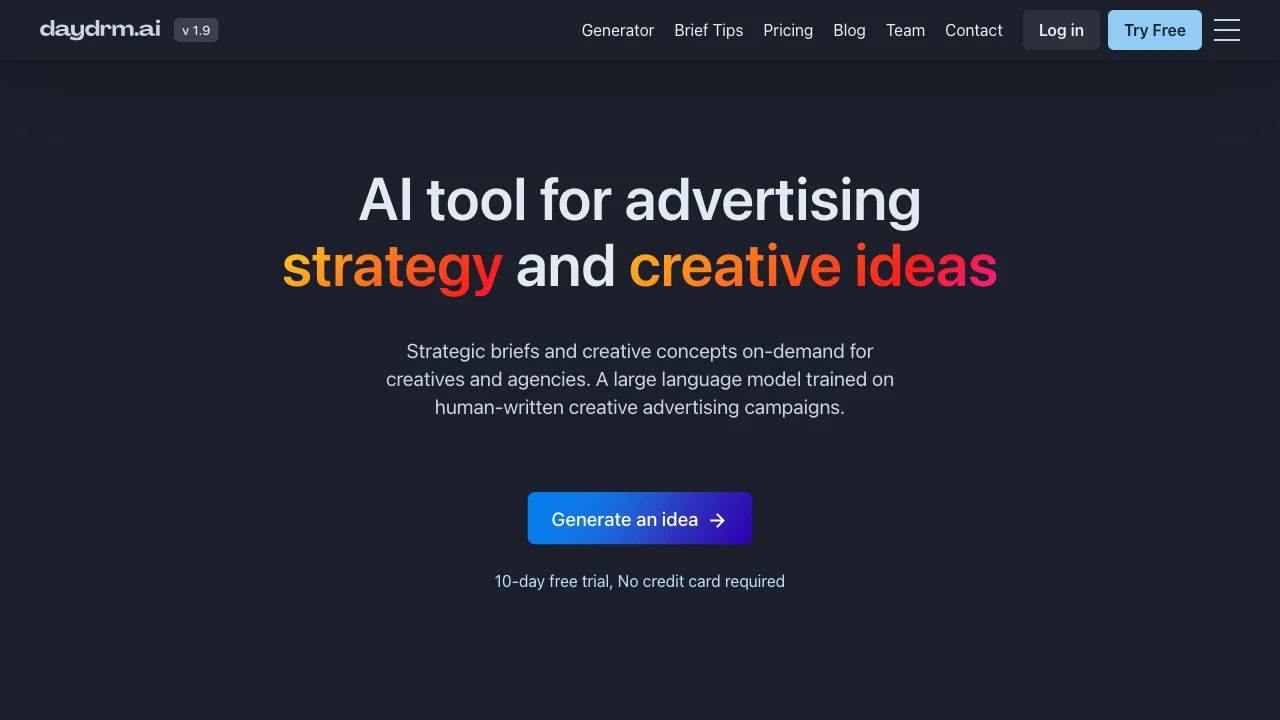 daydrm.ai v 1.9 Generator Brief Tips Pricing Blog Team Contact Log in Try Free
AI tool for advertising
strategy and creative ideas
Strategic briefs and creative concepts on-demand for
creatives and agencies. A large language model trained on
human-written creative advertising campaigns.
Generate an idea →
10-day free trial, No credit card required